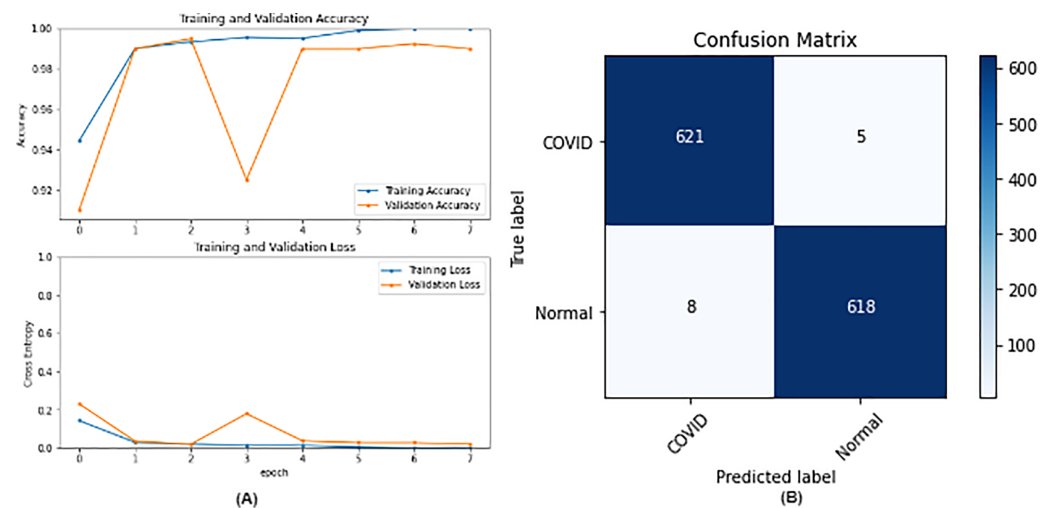 Training and Validation Accuracy
1.00
0.98
0.96
0.94
0.92
Accuracy
Training Accuracy
Validation Accuracy
0 1 2 3 4 5 6 7
Training and Validation Loss
1.0
0.8
0.6
0.4
0.2
0.0
Cross Entropy
Training Loss
Validation Loss
0 1 2 3 4 5 6 7
epoch
(A)
Confusion Matrix
True label
COVID
Normal
621 5
8 618
COVID Normal
Predicted label
(B)
600
500
400
300
200
100